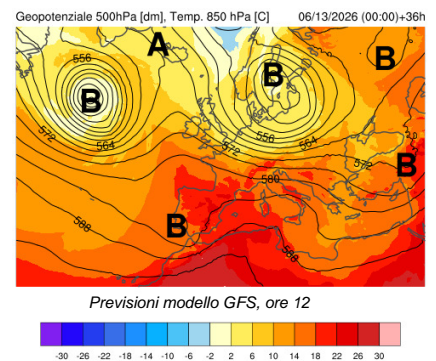 Geopotenziale 500hPa [dm], Temp. 850 hPa [C] 06/13/2026 (00:00)+36h
A
556
B
B
B
572
564
556
564
572
572
B
580
588
B
588
Previsioni modello GFS, ore 12
-30 -26 -22 -18 -14 -10 -6 -2 2 6 10 14 18 22 26 30